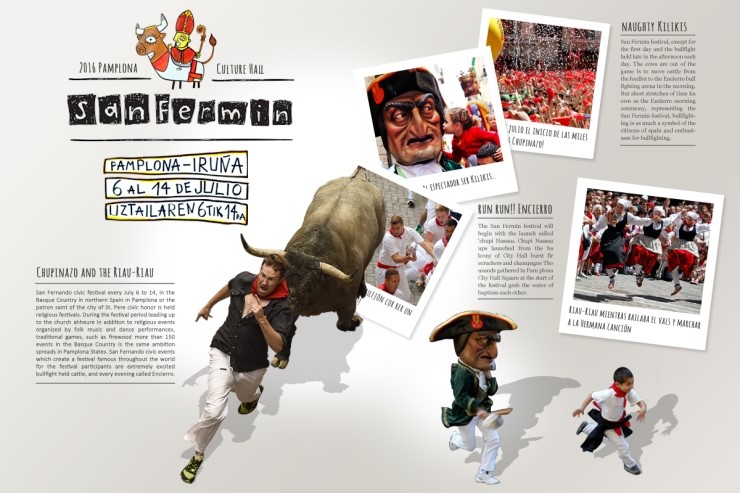 2016 PAMPLONA
CULTURE HALL
SAN FERMIN
PAMPLONA-IRUÑA
6 AL 14 DE JULIO
UZTAILAREN 6TIK 14RA
CHUPINAZO AND THE RIAU-RIAU
San Fernando civic festival every July 6 to 14, in the
Basque Country in northern Spain in Pamplona or the
patron saint of the city of St. Pere civic honor is held
religious festivals. During the festival period leading up
to the church ahheure in addition to religious events
organized by folk music and dance performances,
traditional games, such as firewood more than 150
events in the Basque Country is the same ambition
spreads in Pamplona States. San Fernando civic events
which create a festival famous throughout the world
for the festival participants are extremely excited
bullfight held cattle, and every evening called Encierro.
ESPECTADOR SER KILIKIS..
JULIO EL INICIO DE LAS MILES
CHUPINAZO!
NAUGHTY KILIKIS
San Fermin festival, except for
the first day and the bullfight
held late in the afternoon each
day. The cows are out of the
game is to move cattle from
the feedlot to the Encierro bull
fighting arena in the morning.
But short stretches of time kn
own as the Encierro morning
ceremony, representing the
San Fermin festival, bullfight-
ing is as much a symbol of the
citizens of spain and enthusi-
asm for bullfighting.
CALLEJÓN COR RER UN
RUN RUN!! ENCIERRO
The San Fermin festival will
begin with the launch called
'chupi Nassau. Chupi Nassau
ups launched from the ba
lcony of City Hall burst fir
ecrackers and champagne Tho
usands gathered in Pam plona
City Hall Square at the start of
the festival grab the water of
baptism each other.
RIAU-RIAU MIENTRAS BAILABA EL VALS Y MARCHAR
A LA HERMANA CANCIÓN